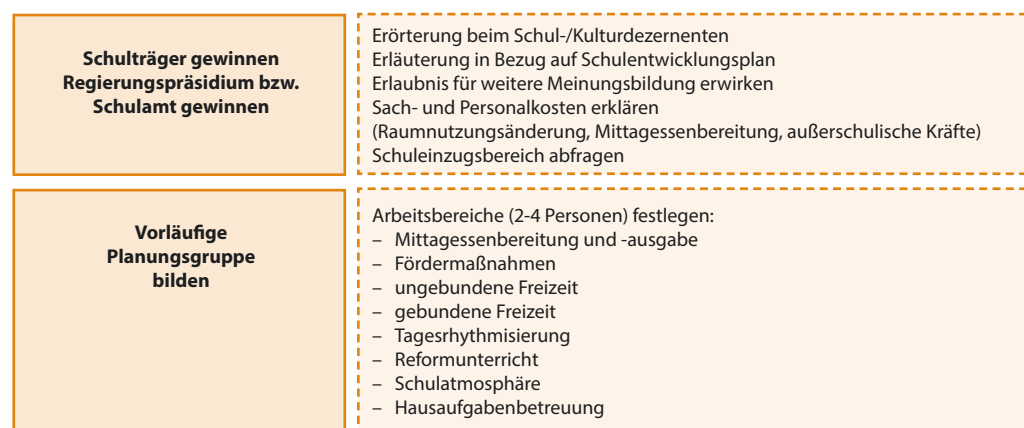 Schulträger gewinnen
Regierungspräsidium bzw.
Schulamt gewinnen
Erörterung beim Schul-/Kulturdezernenten
Erläuterung in Bezug auf Schulentwicklungsplan
Erlaubnis für weitere Meinungsbildung erwirken
Sach- und Personalkosten erklären
(Raumnutzungsänderung, Mittagessenbereitung, außerschulische Kräfte)
Schuleinzugsbereich abfragen
Vorläufige
Planungsgruppe
bilden
Arbeitsbereiche (2-4 Personen) festlegen:
– Mittagessenbereitung und -ausgabe
– Fördermaßnahmen
– ungebundene Freizeit
– gebundene Freizeit
– Tagesrhythmisierung
– Reformunterricht
– Schulatmosphäre
– Hausaufgabenbetreuung